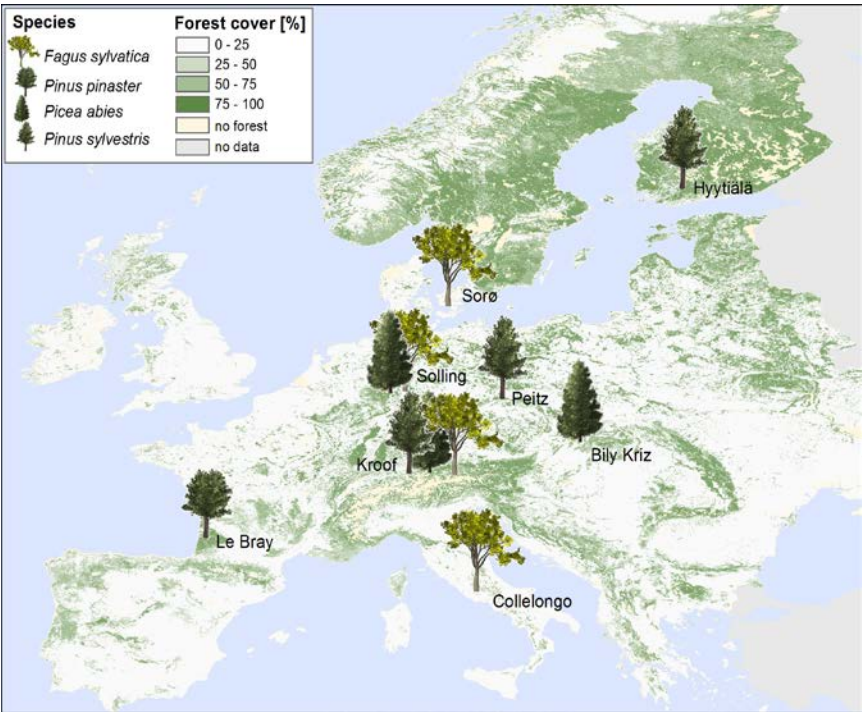 Species
Fagus sylvatica
Pinus pinaster
Picea abies
Pinus sylvestris
Forest cover [%]
0 - 25
25 - 50
50 - 75
75 - 100
no forest
no data
Hyytiälä
Sorø
Solling
Peitz
Kroof
Bily Kriz
Le Bray
Collelongo